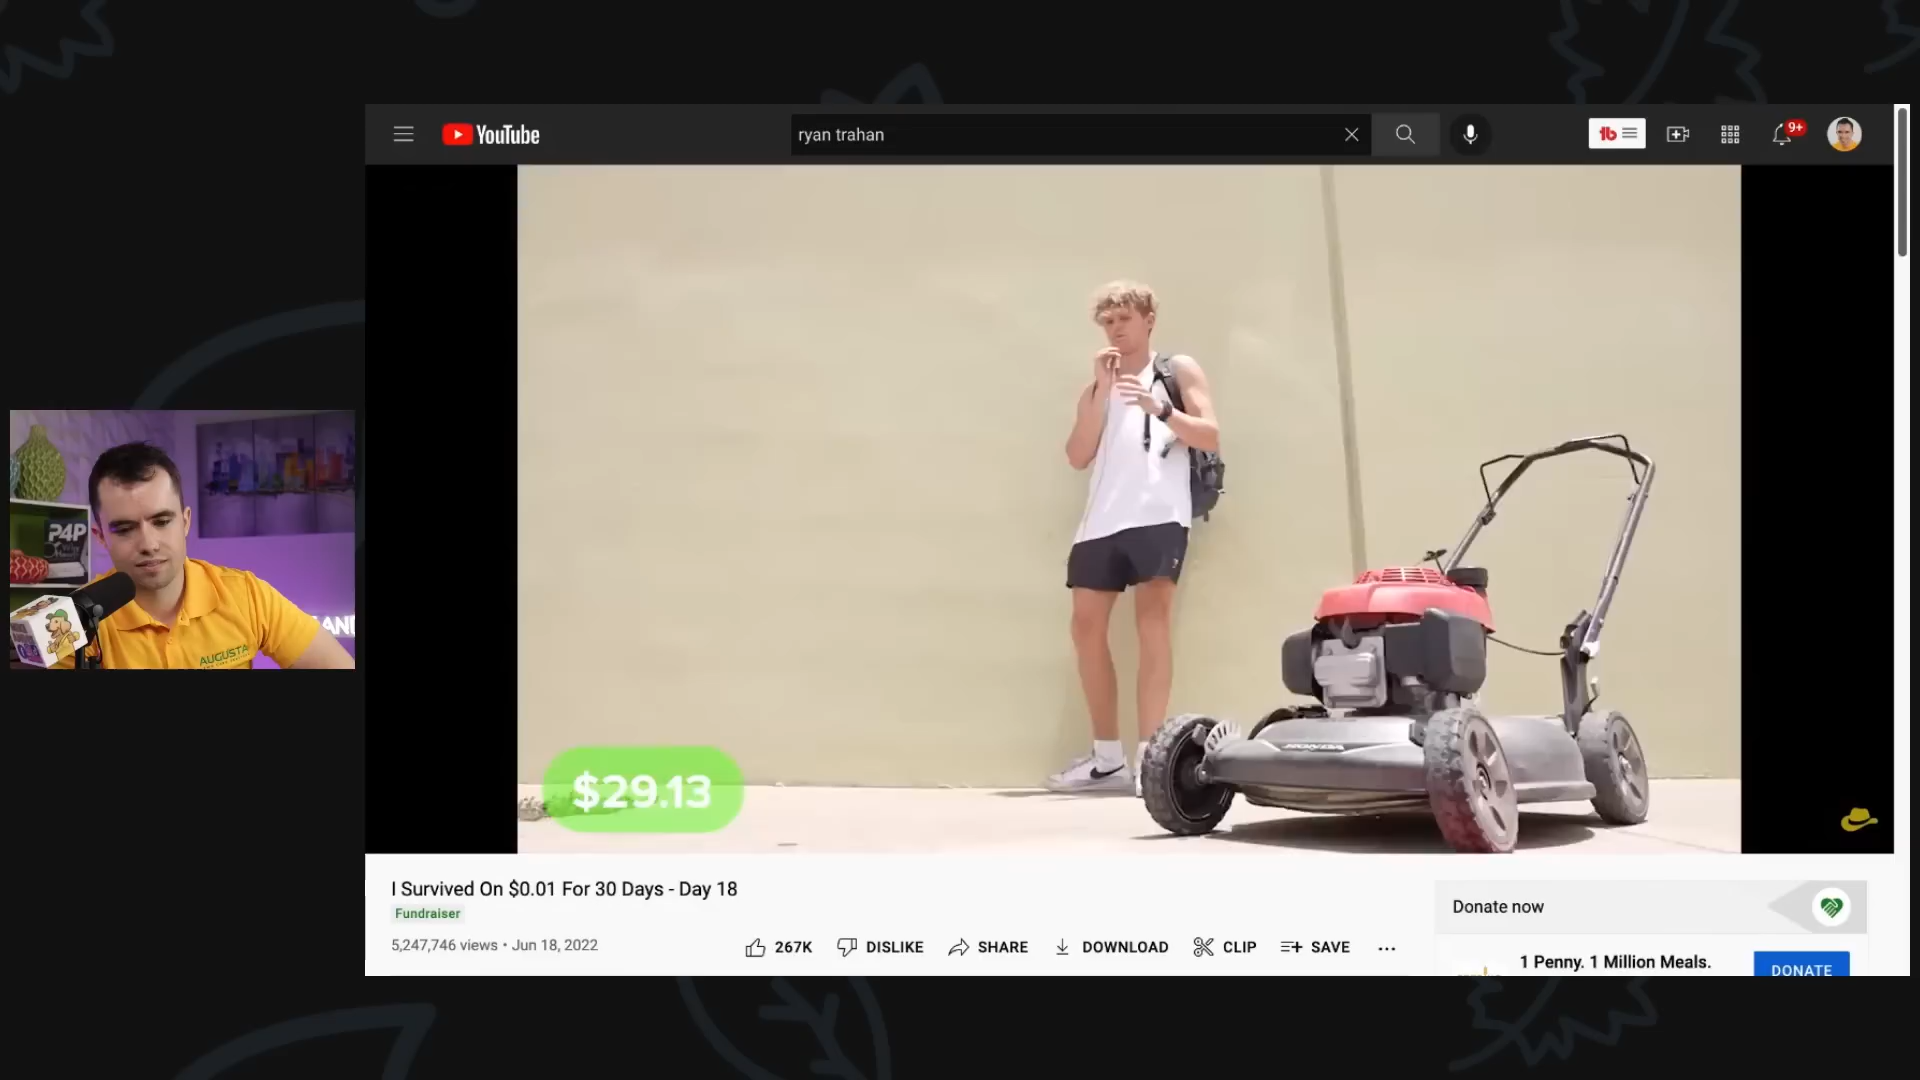 YouTube
ryan trahan
9+
P4P
AUGUSTA
AND
$29.13
HONDA
I Survived On $0.01 For 30 Days - Day 18
Fundraiser
5,247,746 views • Jun 18, 2022
267K
DISLIKE
SHARE
DOWNLOAD
CLIP
SAVE
Donate now
1 Penny. 1 Million Meals.
DONATE